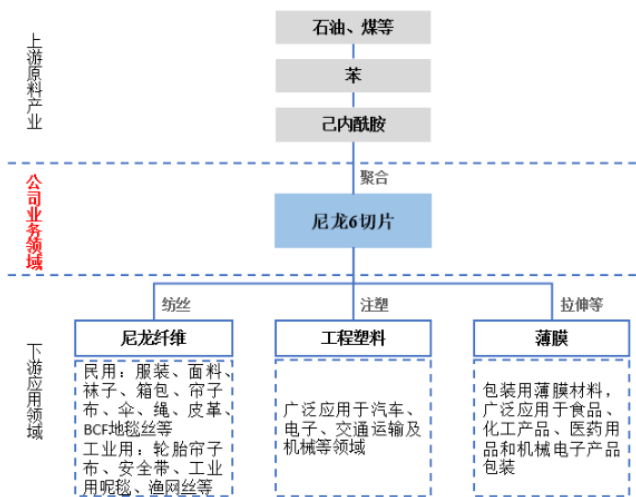 上游原料产业
石油、煤等
苯
己内酰胺
公司业务领域
聚合
尼龙6切片
下游应用领域
纺丝
注塑
拉伸等
尼龙纤维
工程塑料
薄膜
民用：服装、面料、
袜子、箱包、帘子
布、伞、绳、皮革、
BCF地毯丝等
工业用：轮胎帘子
布、安全带、工业
用呢毯、渔网丝等
广泛应用于汽车、
电子、交通运输及
机械等领域
包装用薄膜材料，
广泛应用于食品、
化工产品、医药用
品和机械电子产品
包装